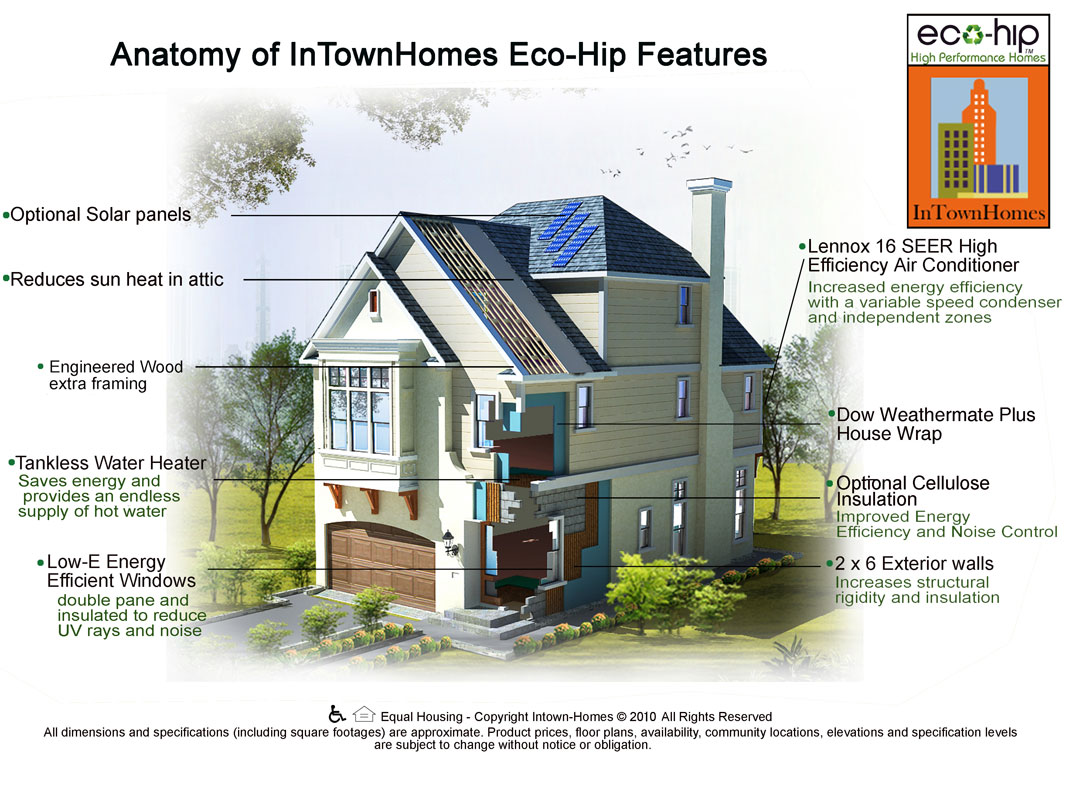 Anatomy of InTownHomes Eco-Hip Features
eco-hip
TM
High Performance Homes
InTownHomes
•Optional Solar panels
•Reduces sun heat in attic
• Engineered Wood
extra framing
•Tankless Water Heater
Saves energy and
provides an endless
supply of hot water
•Low-E Energy
Efficient Windows
double pane and
insulated to reduce
UV rays and noise
•Lennox 16 SEER High
Efficiency Air Conditioner
Increased energy efficiency
with a variable speed condenser
and independent zones
•Dow Weathermate Plus
House Wrap
•Optional Cellulose
Insulation
Improved Energy
Efficiency and Noise Control
•2 x 6 Exterior walls
Increases structural
rigidity and insulation
Equal Housing - Copyright Intown-Homes © 2010 All Rights Reserved
All dimensions and specifications (including square footages) are approximate. Product prices, floor plans, availability, community locations, elevations and specification levels
are subject to change without notice or obligation.